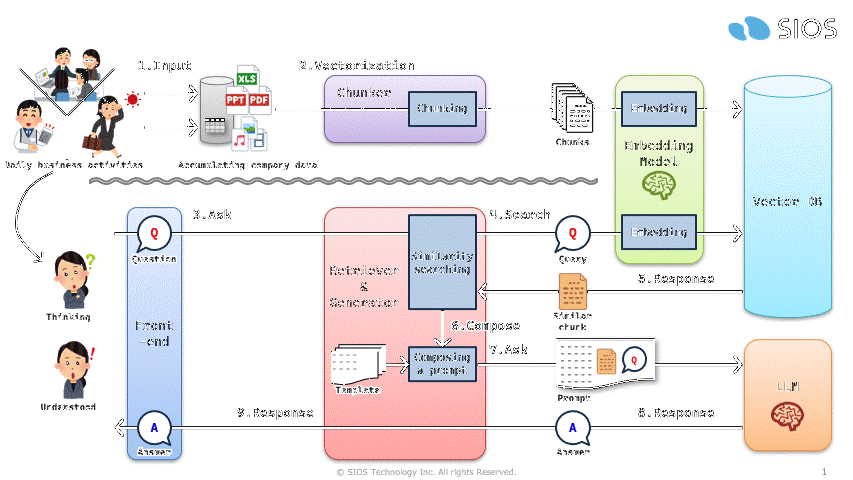 SIOS
1.Input
2.Vectorization
XLS
PPT
PDF
Chunker
Chunking
Embedding
Chunks
Embedding
Model
Daily business activities
Accumulating company data
Vector DB
3.Ask
4.Search
Q
Question
Similarity
searching
Q
Query
Embedding
Retriever
&
Generator
5.Response
Thinking
Similar
chunk
Front
-end
6.Compose
7.Ask
Composing
a prompt
Template
Q
Prompt
LLM
Understood
9.Response
8.Response
A
Answer
A
Answer
© SIOS Technology Inc. All rights Reserved.
1